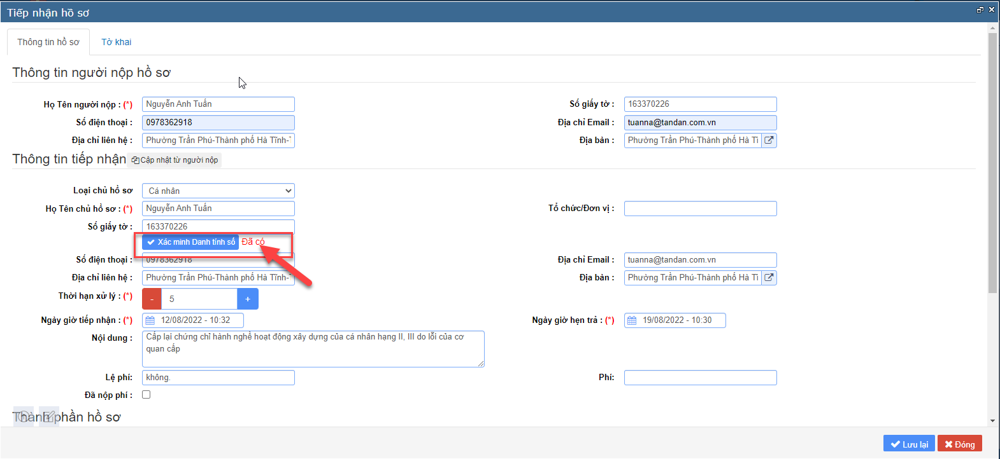 Tiếp nhận hồ sơ
Thông tin hồ sơ
Tờ khai
Thông tin người nộp hồ sơ
Họ Tên người nộp : (*) Nguyễn Anh Tuấn
Số giấy tờ : 163370226
Số điện thoại : 0978362918
Địa chỉ Email : tuanna@tandan.com.vn
Địa chỉ liên hệ : Phường Trần Phú-Thành phố Hà Tĩnh-T
Địa bàn : Phường Trần Phú-Thành phố Hà Tĩ
Thông tin tiếp nhận Cập nhật từ người nộp
Loại chủ hồ sơ Cá nhân
Họ Tên chủ hồ sơ : (*) Nguyễn Anh Tuấn
Tổ chức/Đơn vị :
Số giấy tờ : 163370226
Xác minh Danh tính số Đã có
Số điện thoại : 0978362918
Địa chỉ Email : tuanna@tandan.com.vn
Địa chỉ liên hệ : Phường Trần Phú-Thành phố Hà Tĩnh-T
Địa bàn : Phường Trần Phú-Thành phố Hà Tĩ
Thời hạn xử lý : (*) - 5 +
Ngày giờ tiếp nhận : (*) 12/08/2022 - 10:32
Ngày giờ hẹn trả : (*) 19/08/2022 - 10:30
Nội dung : Cấp lại chứng chỉ hành nghề hoạt động xây dựng của cá nhân hạng II, III do lỗi của cơ
quan cấp
Lệ phí: không.
Phí:
Đã nộp phí :
Thành phần hồ sơ
Lưu lại
Đóng